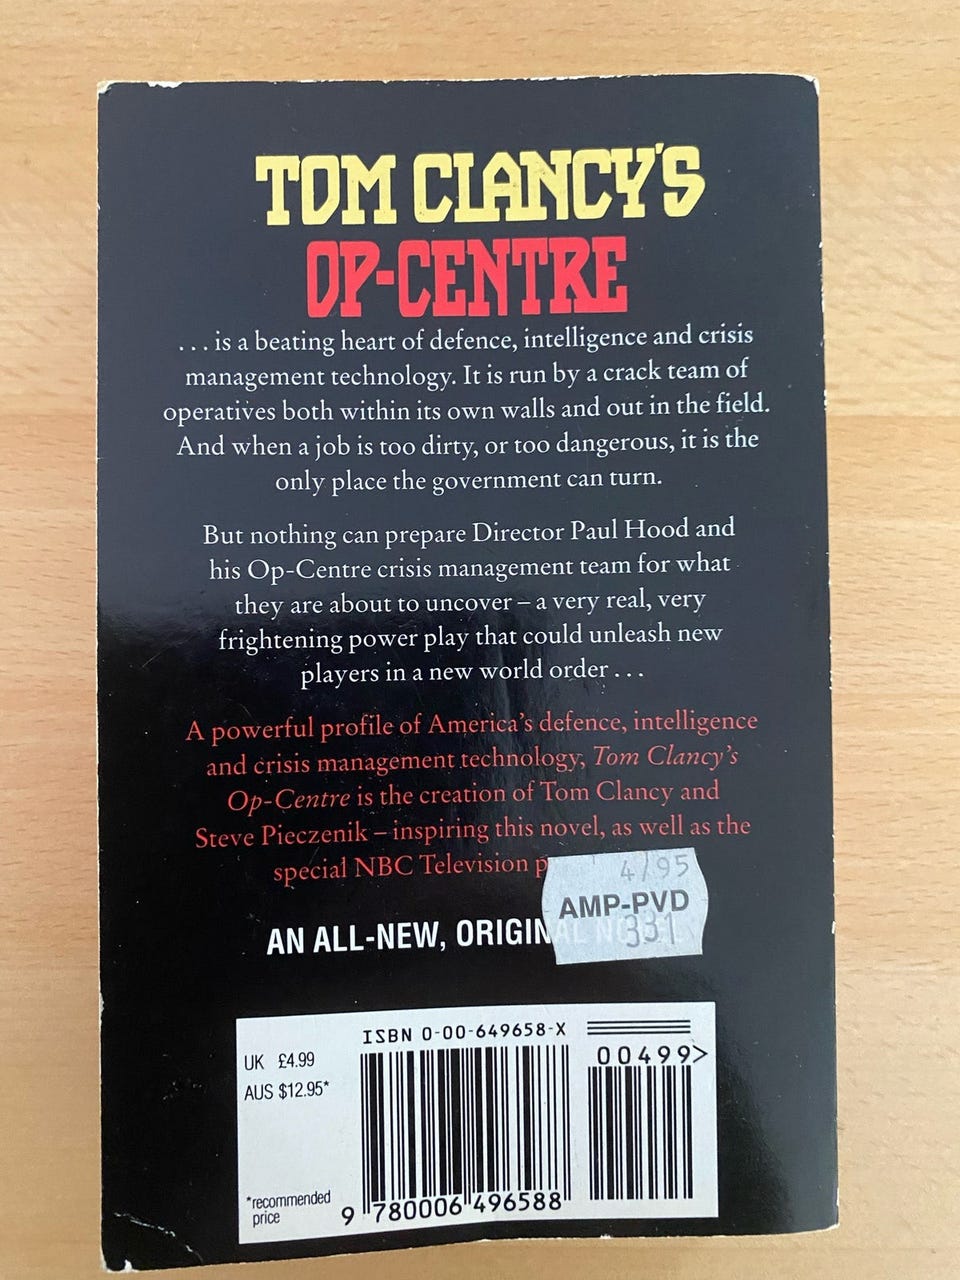 TOM CLANCY'S
OP-CENTRE
. . . is a beating heart of defence, intelligence and crisis
management technology. It is run by a crack team of
operatives both within its own walls and out in the field.
And when a job is too dirty, or too dangerous, it is the
only place the government can turn.
But nothing can prepare Director Paul Hood and
his Op-Centre crisis management team for what
they are about to uncover – a very real, very
frightening power play that could unleash new
players in a new world order . . .
A powerful profile of America's defence, intelligence
and crisis management technology, Tom Clancy's
Op-Centre is the creation of Tom Clancy and
Steve Pieczenik – inspiring this novel, as well as the
special NBC Television
4/95
AMP-PVD
331
AN ALL-NEW, ORIGINAL
ISBN 0-00-649658-X
UK £4.99
AUS $12.95*
00499>
*recommended
price
9 780006 496588